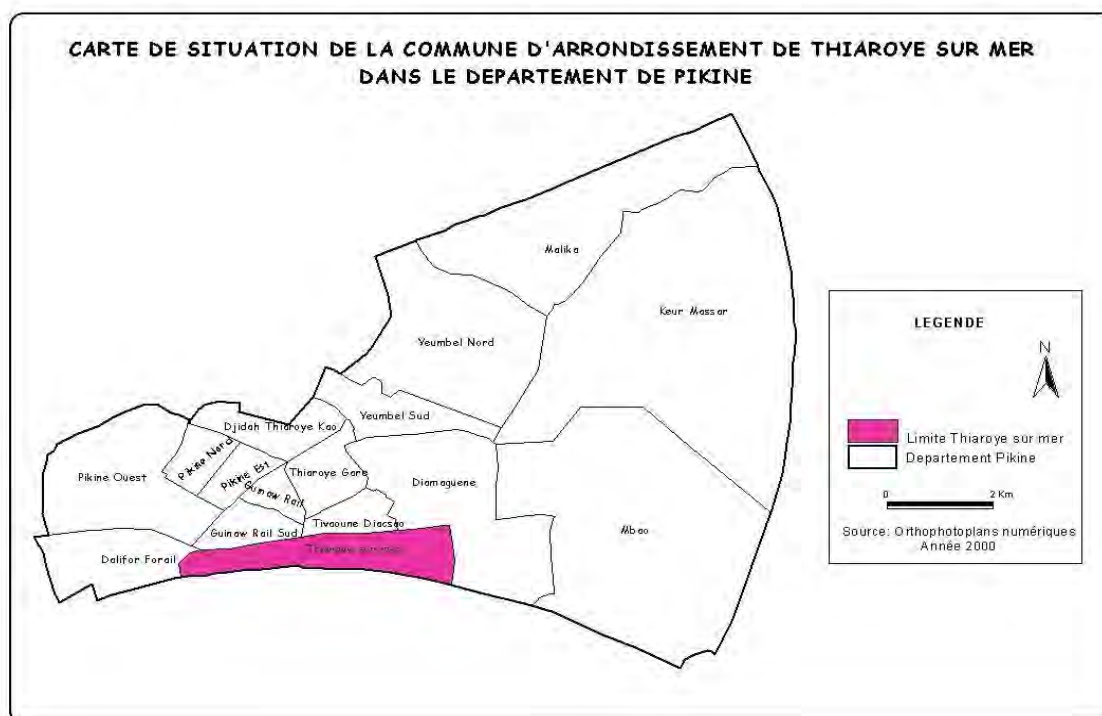 CARTE DE SITUATION DE LA COMMUNE D'ARRONDISSEMENT DE THIAROYE SUR MER
DANS LE DEPARTEMENT DE PIKINE
Malika
Keur Massar
Yeumbel Nord
Yeumbel Sud
Djidah Thiaroye Kao
Pikine Nord
Pikine Est
Pikine Ouest
Thiaroye Gare
Guinaw Rail
Diamaguene
Tivaoune Diacsao
Guinaw Rail Sud
Mbao
Dalifor Forail
Thiaroye sur mer
LEGENDE
N
Limite Thiaroye sur mer
Departement Pikine
0 2 Km
Source: Orthophotoplans numériques
Année 2000